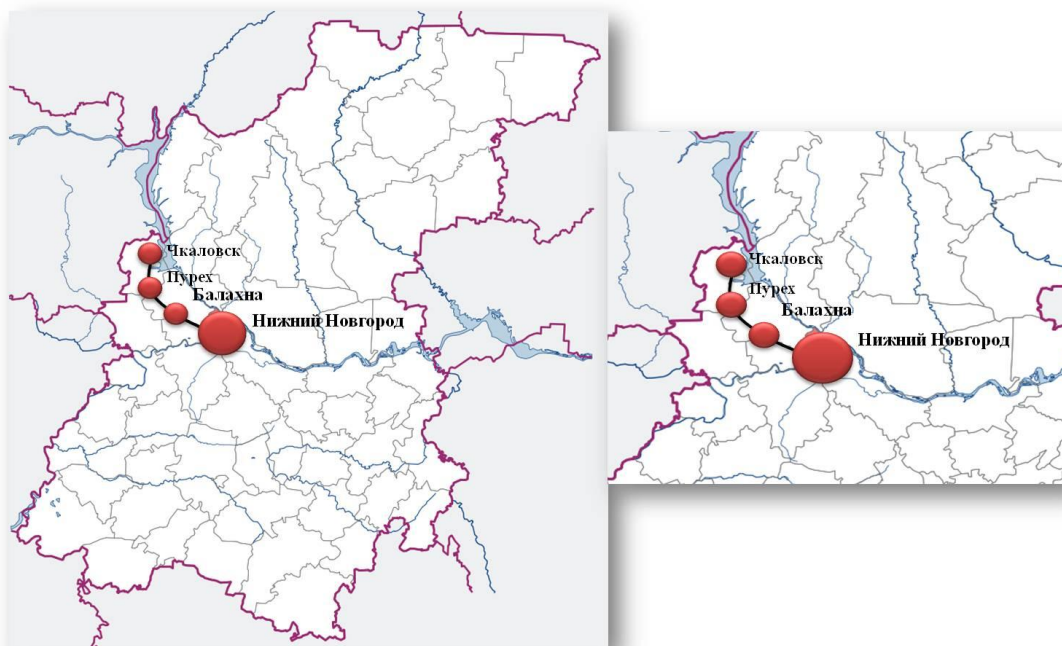 Чкаловск
Пурех
Балахна
Нижний Новгород
Чкаловск
Пурех
Балахна
Нижний Новгород